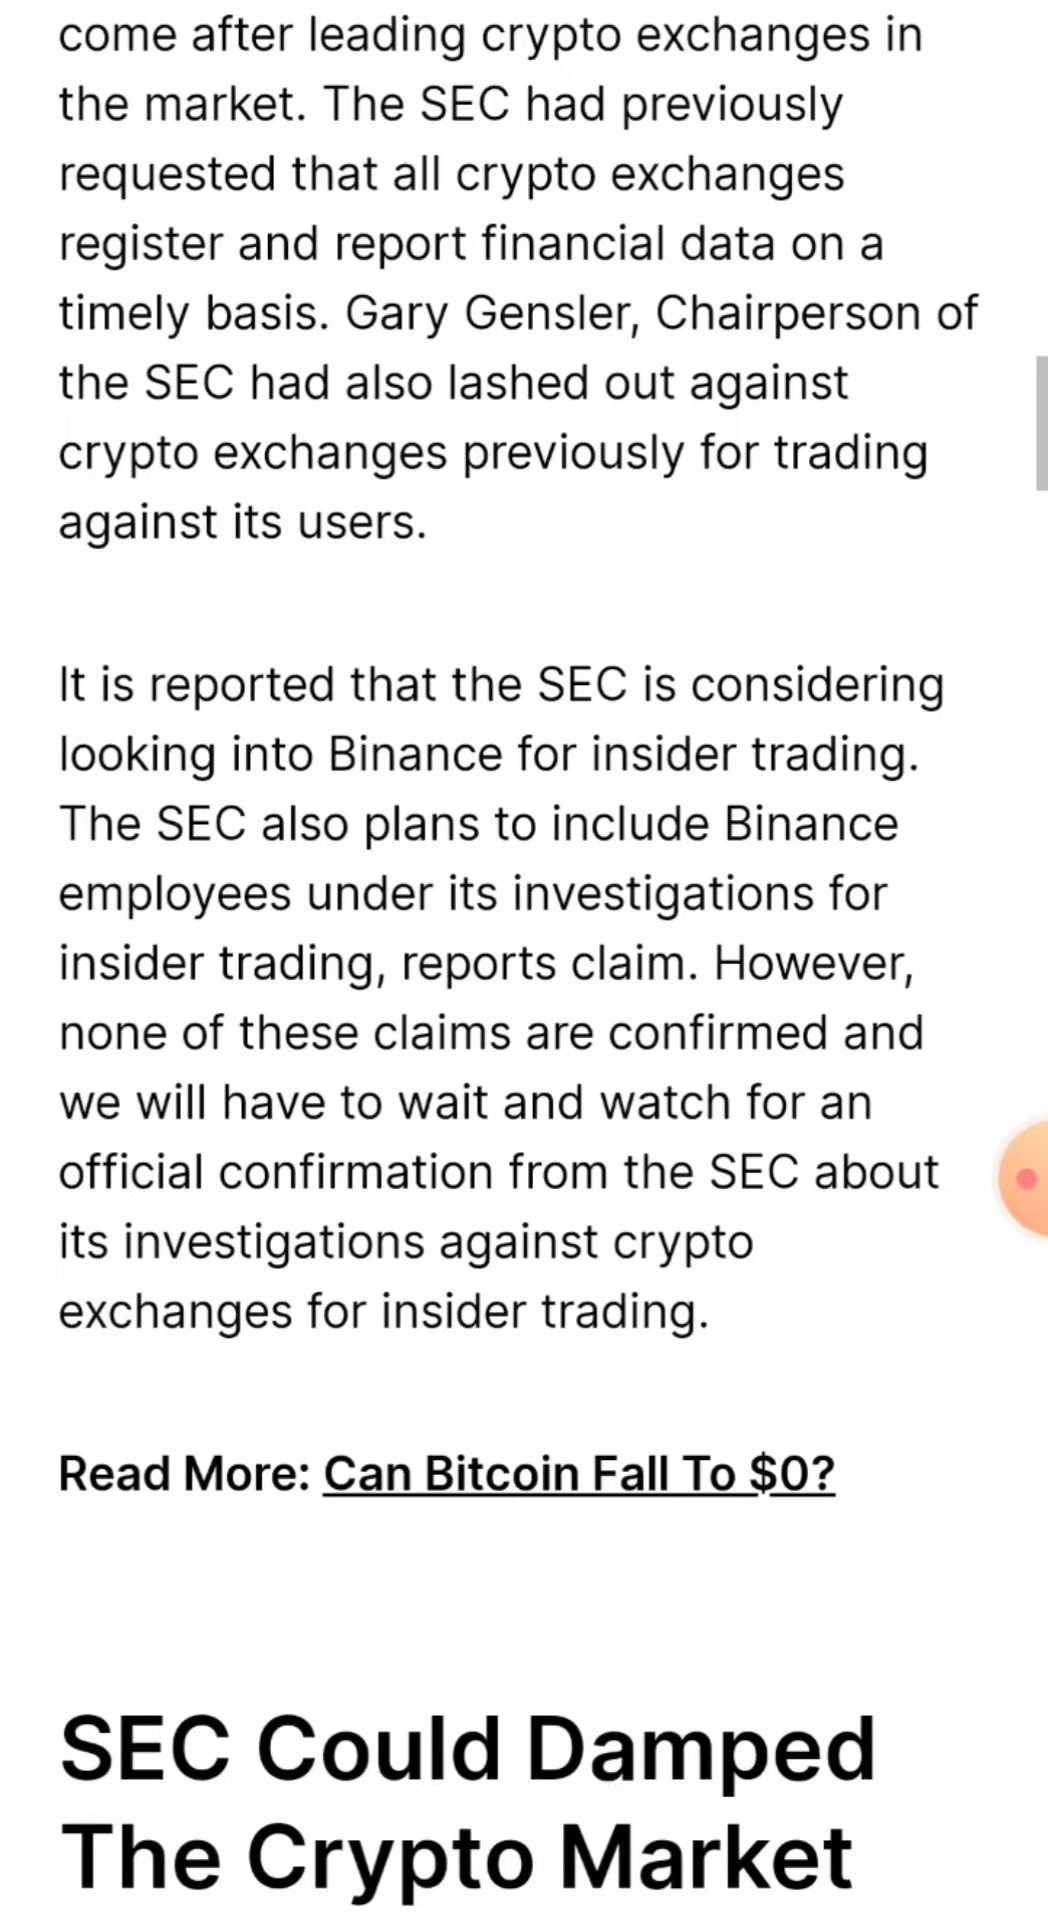 come after leading crypto exchanges in
the market. The SEC had previously
requested that all crypto exchanges
register and report financial data on a
timely basis. Gary Gensler, Chairperson of
the SEC had also lashed out against
crypto exchanges previously for trading
against its users.
It is reported that the SEC is considering
looking into Binance for insider trading.
The SEC also plans to include Binance
employees under its investigations for
insider trading, reports claim. However,
none of these claims are confirmed and
we will have to wait and watch for an
official confirmation from the SEC about
its investigations against crypto
exchanges for insider trading.
Read More: Can Bitcoin Fall To $0?
SEC Could Damped
The Crypto Market